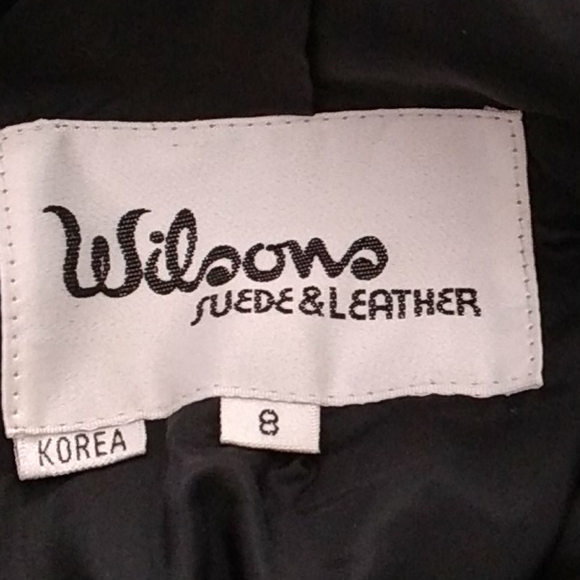 Wilsons
SUEDE & LEATHER
KOREA
8